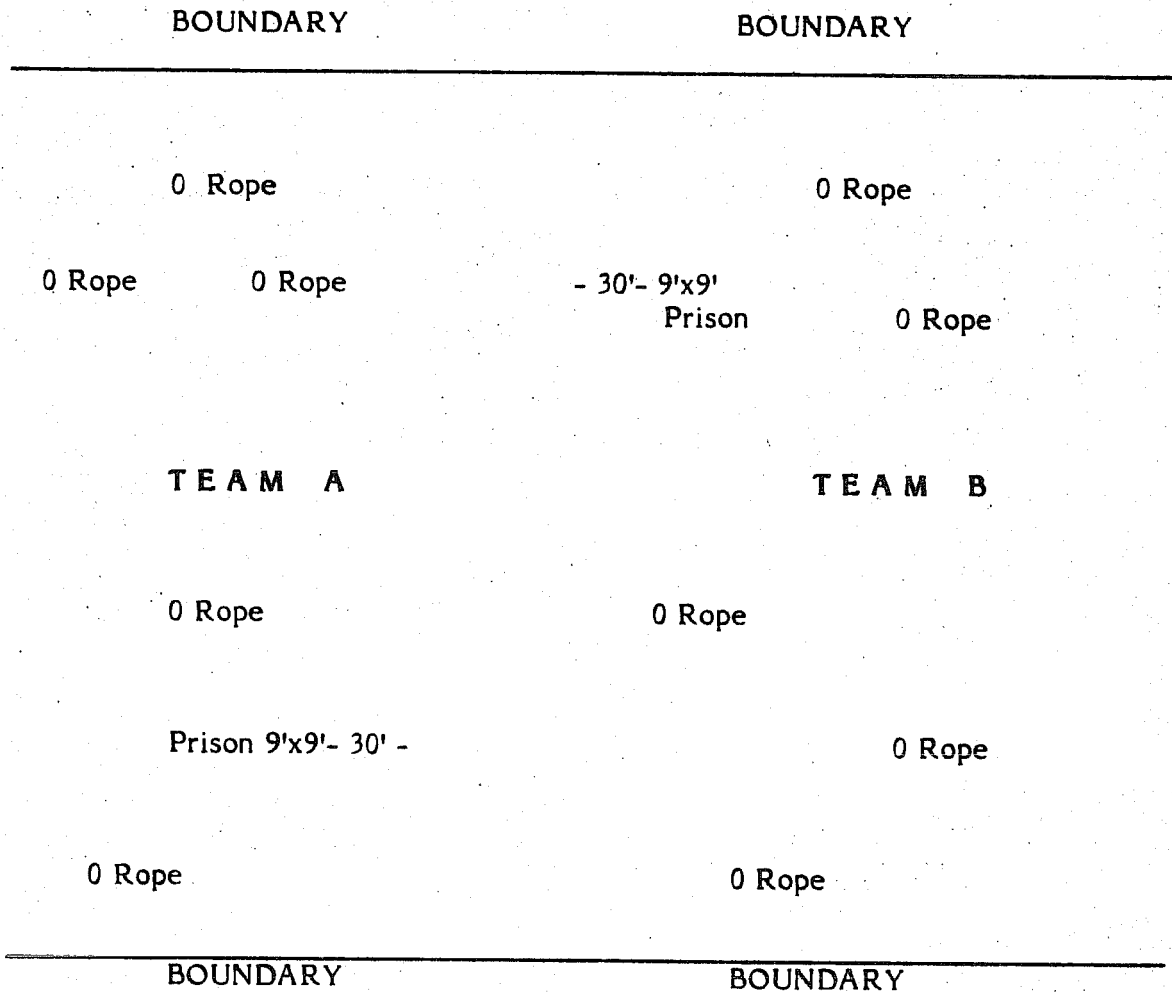 BOUNDARY BOUNDARY
0 Rope 0 Rope
0 Rope 0 Rope - 30'- 9'x9'
Prison 0 Rope
TEAM A TEAM B
0 Rope 0 Rope
Prison 9'x9'- 30' - 0 Rope
0 Rope 0 Rope
BOUNDARY BOUNDARY